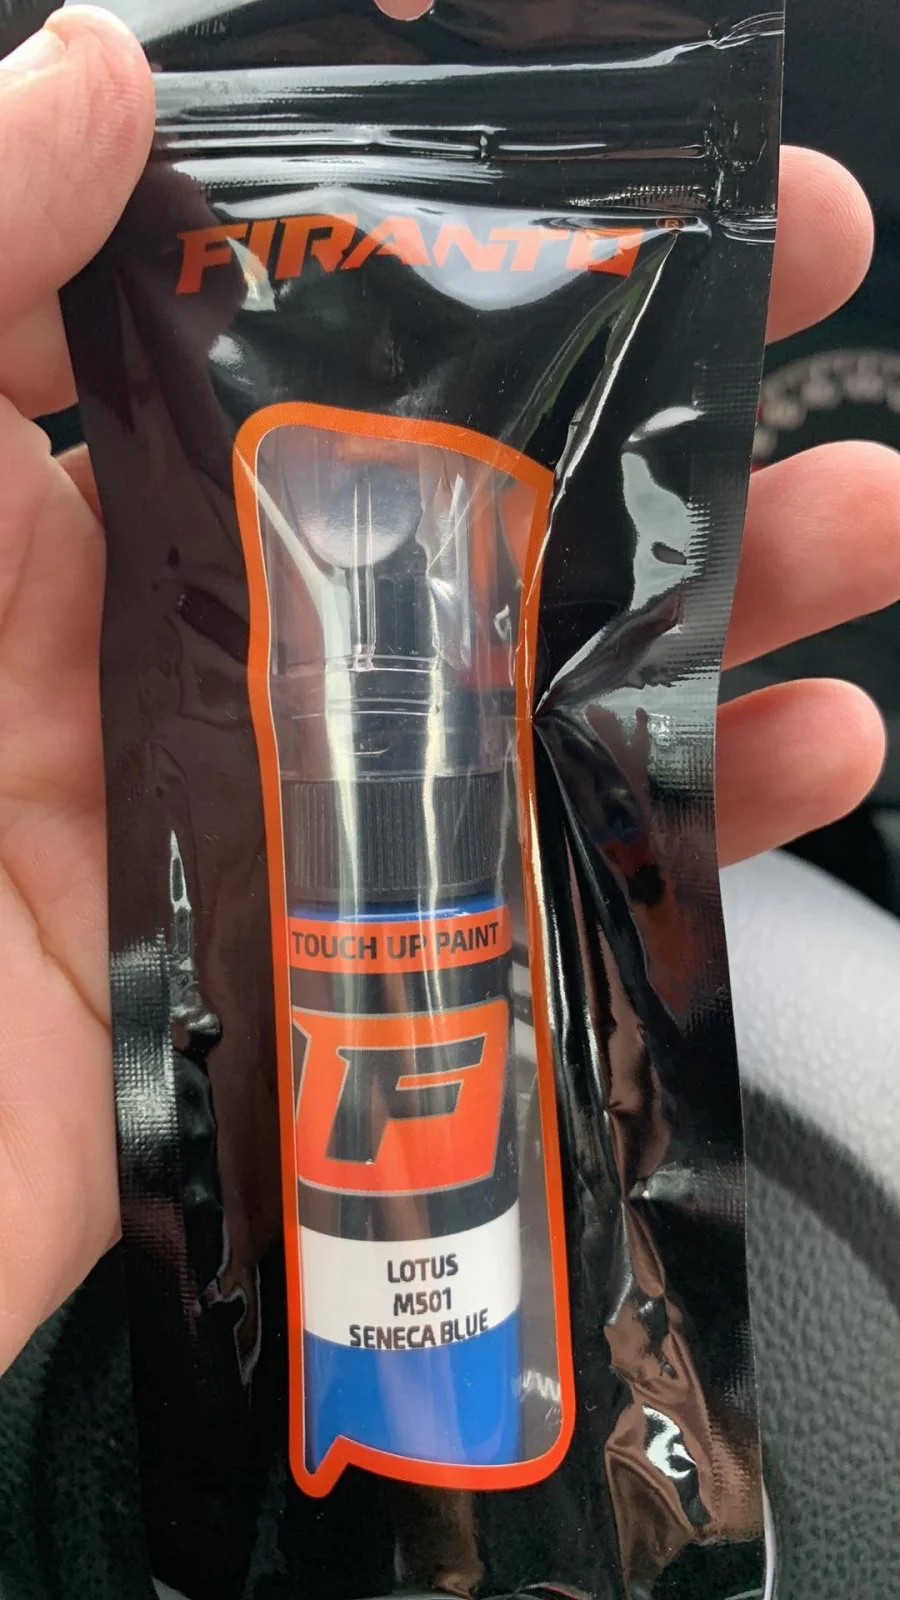 FIRANTO®
TOUCH UP PAINT
F
LOTUS
M501
SENECA BLUE